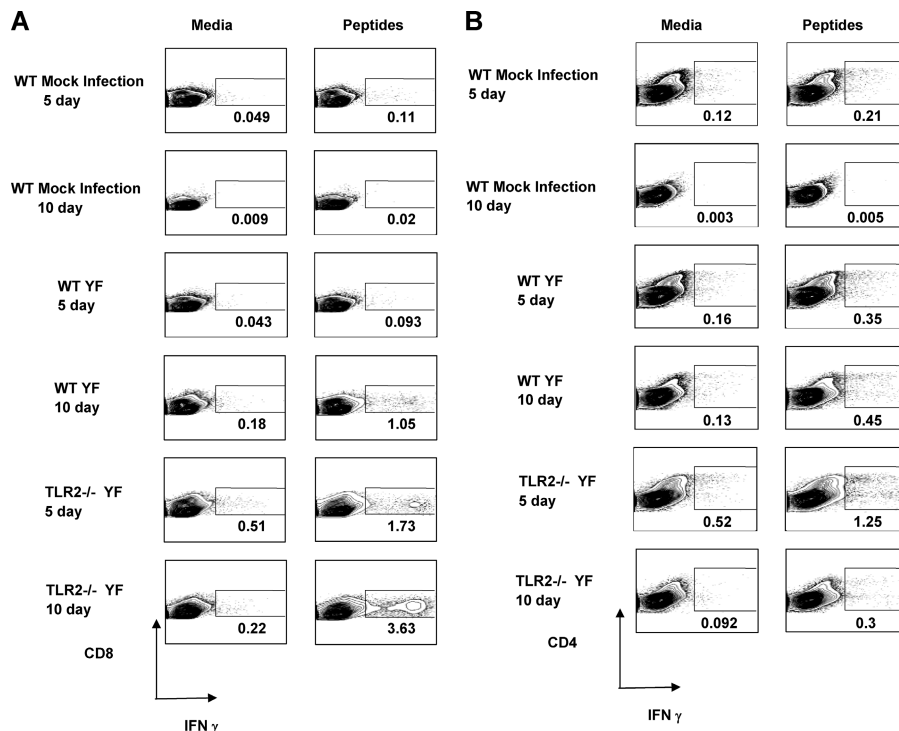 A
Media
Peptides
WT Mock Infection
5 day
0.049
0.11
WT Mock Infection
10 day
0.009
0.02
WT YF
5 day
0.043
0.093
WT YF
10 day
0.18
1.05
TLR2-/- YF
5 day
0.51
1.73
TLR2-/- YF
10 day
0.22
3.63
CD8
IFN γ
B
Media
Peptides
WT Mock Infection
5 day
0.12
0.21
WT Mock Infection
10 day
0.003
0.005
WT YF
5 day
0.16
0.35
WT YF
10 day
0.13
0.45
TLR2-/- YF
5 day
0.52
1.25
TLR2-/- YF
10 day
0.092
0.3
CD4
IFN γ